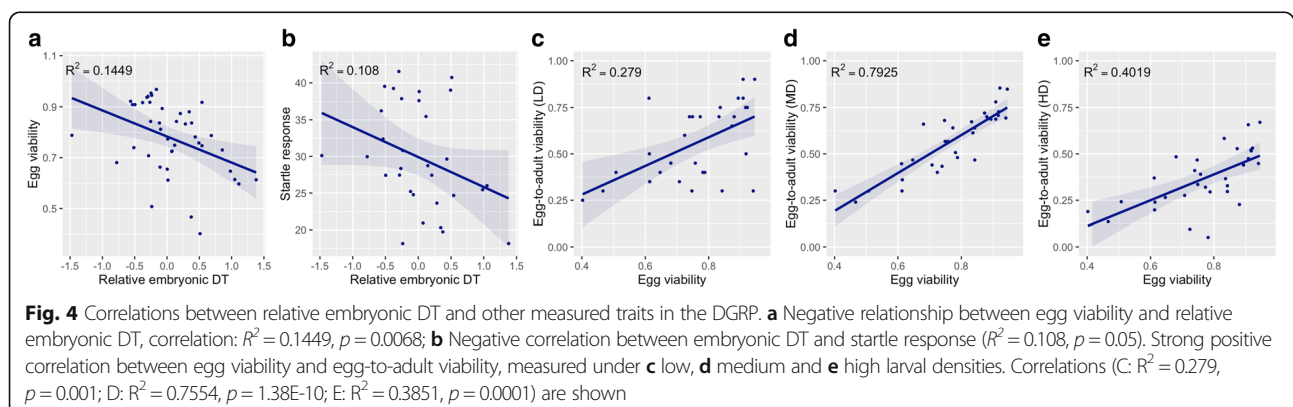 a
b
c
d
e
R² = 0.1449
R² = 0.108
R² = 0.279
R² = 0.7925
R² = 0.4019
1.1
0.9
0.7
0.5
Egg viability
-1.5 -1.0 -0.5 0.0 0.5 1.0 1.5
Relative embryonic DT
40
35
30
25
20
Startle response
-1.5 -1.0 -0.5 0.0 0.5 1.0 1.5
Relative embryonic DT
1.00
0.75
0.50
0.25
0.00
Egg-to-adult viability (LD)
0.4 0.6 0.8
Egg viability
1.00
0.75
0.50
0.25
0.00
Egg-to-adult viability (MD)
0.4 0.6 0.8
Egg viability
1.00
0.75
0.50
0.25
0.00
Egg-to-adult viability (HD)
0.4 0.6 0.8
Egg viability
Fig. 4 Correlations between relative embryonic DT and other measured traits in the DGRP. a Negative relationship between egg viability and relative
embryonic DT, correlation: R² = 0.1449, p = 0.0068; b Negative correlation between embryonic DT and startle response (R² = 0.108, p = 0.05). Strong positive
correlation between egg viability and egg-to-adult viability, measured under c low, d medium and e high larval densities. Correlations (C: R² = 0.279,
p = 0.001; D: R² = 0.7554, p = 1.38E-10; E: R² = 0.3851, p = 0.0001) are shown